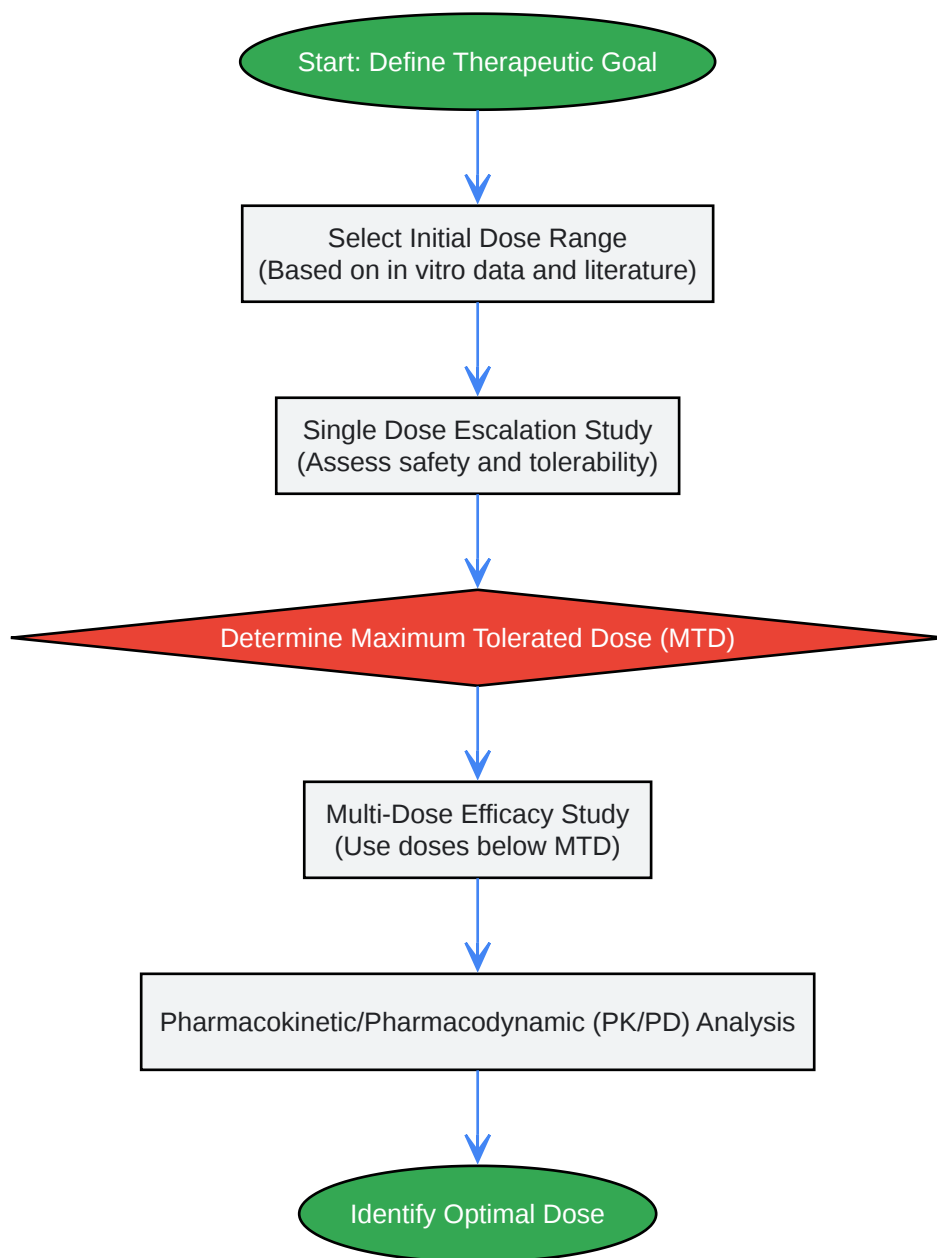 Start: Define Therapeutic Goal
Select Initial Dose Range
(Based on in vitro data and literature)
Single Dose Escalation Study
(Assess safety and tolerability)
Determine Maximum Tolerated Dose (MTD)
Multi-Dose Efficacy Study
(Use doses below MTD)
Pharmacokinetic/Pharmacodynamic (PK/PD) Analysis
Identify Optimal Dose